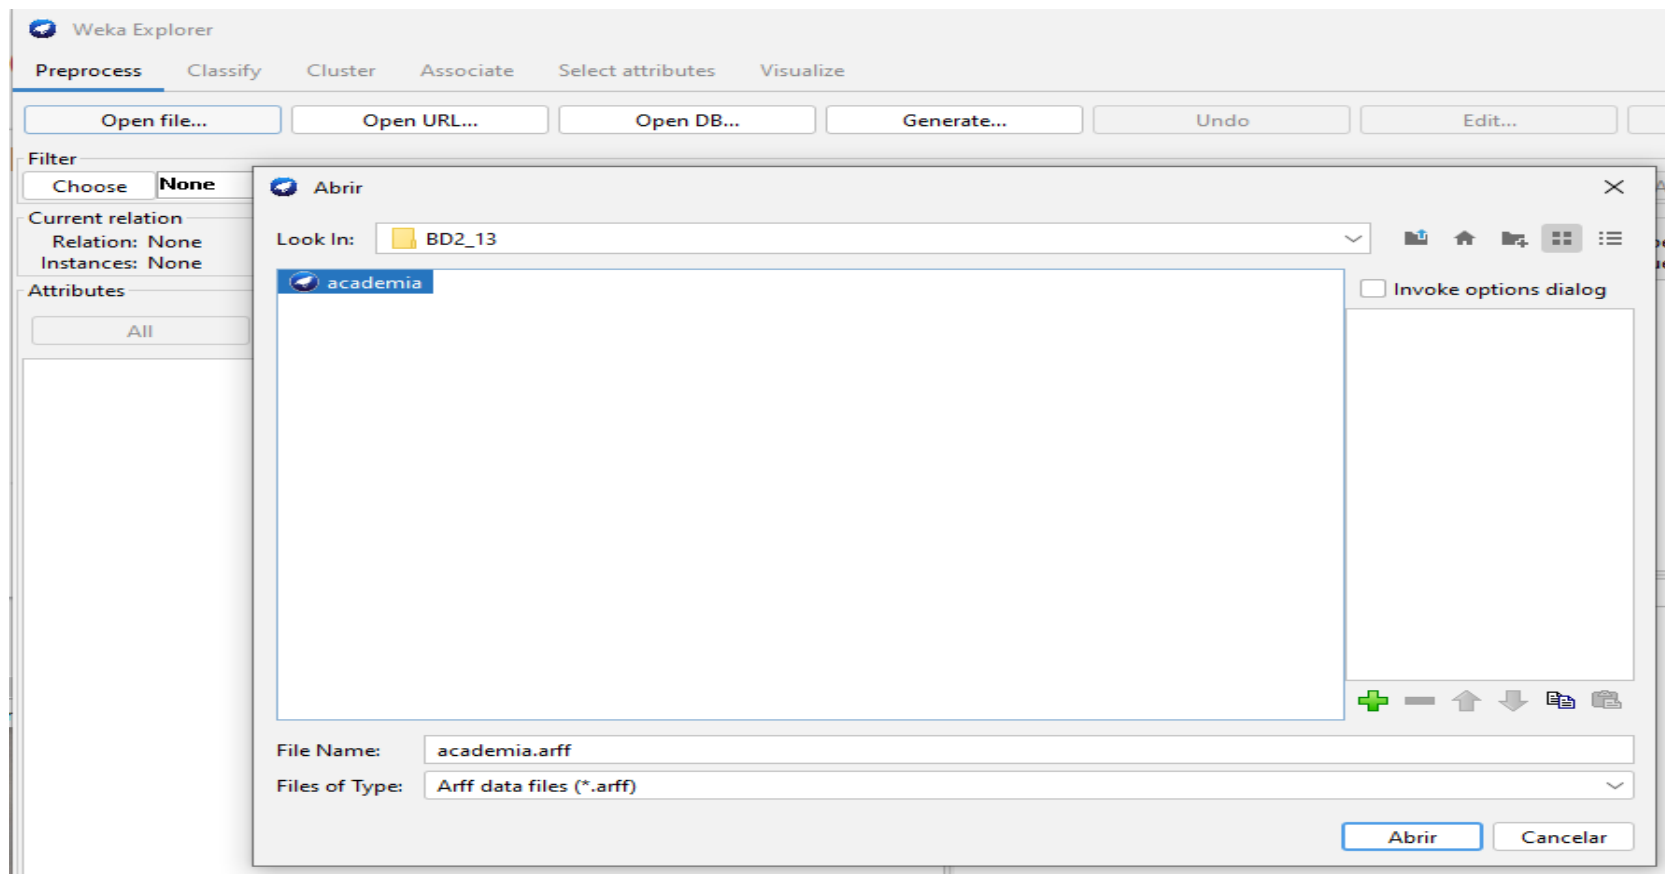 Weka Explorer
Preprocess Classify Cluster Associate Select attributes Visualize
Open file... Open URL... Open DB... Generate... Undo Edit...
Filter
Choose None
Current relation
Relation: None
Instances: None
Attributes
All
Abrir
Look In: BD2_13
academia
Invoke options dialog
File Name: academia.arff
Files of Type: Arff data files (*.arff)
Abrir Cancelar